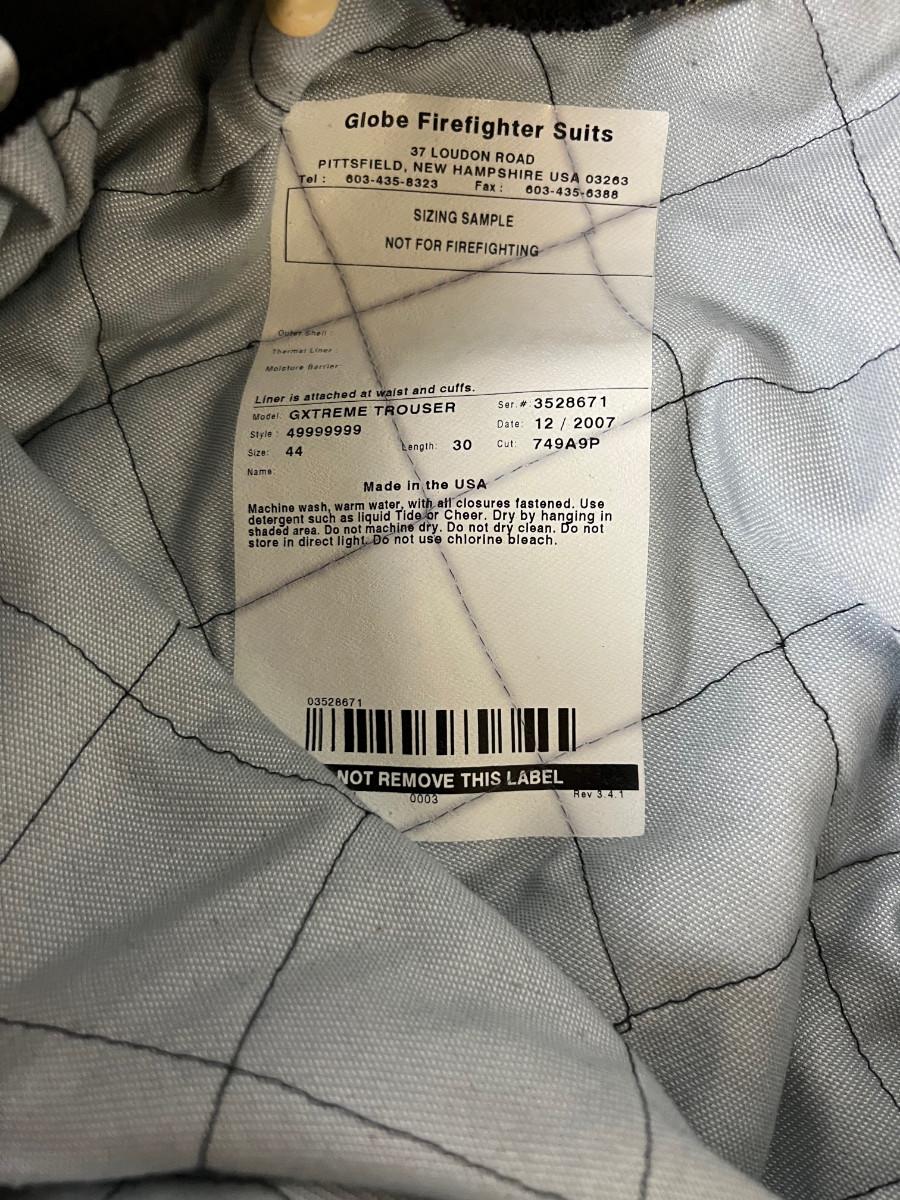 Globe Firefighter Suits
37 LOUDON ROAD
PITTSFIELD, NEW HAMPSHIRE USA 03263
Tel : 603-435-8323 Fax : 603-435-6388
SIZING SAMPLE
NOT FOR FIREFIGHTING
Outer Shell :
Thermal Liner :
Moisture Barrier:
Liner is attached at waist and cuffs.
Model: GXTREME TROUSER Ser.#: 3528671
Style : 49999999 Date: 12 / 2007
Size: 44 Length: 30 Cut: 749A9P
Name:
Made in the USA
Machine wash, warm water, with all closures fastened. Use
detergent such as liquid Tide or Cheer. Dry by hanging in
shaded area. Do not machine dry. Do not dry clean. Do not
store in direct light. Do not use chlorine bleach.
03528671
NOT REMOVE THIS LABEL
0003 Rev 3.4.1